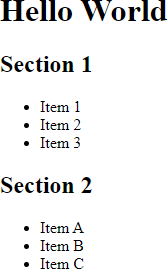 Hello World
Section 1
Item 1
Item 2
Item 3
Section 2
Item A
Item B
Item C